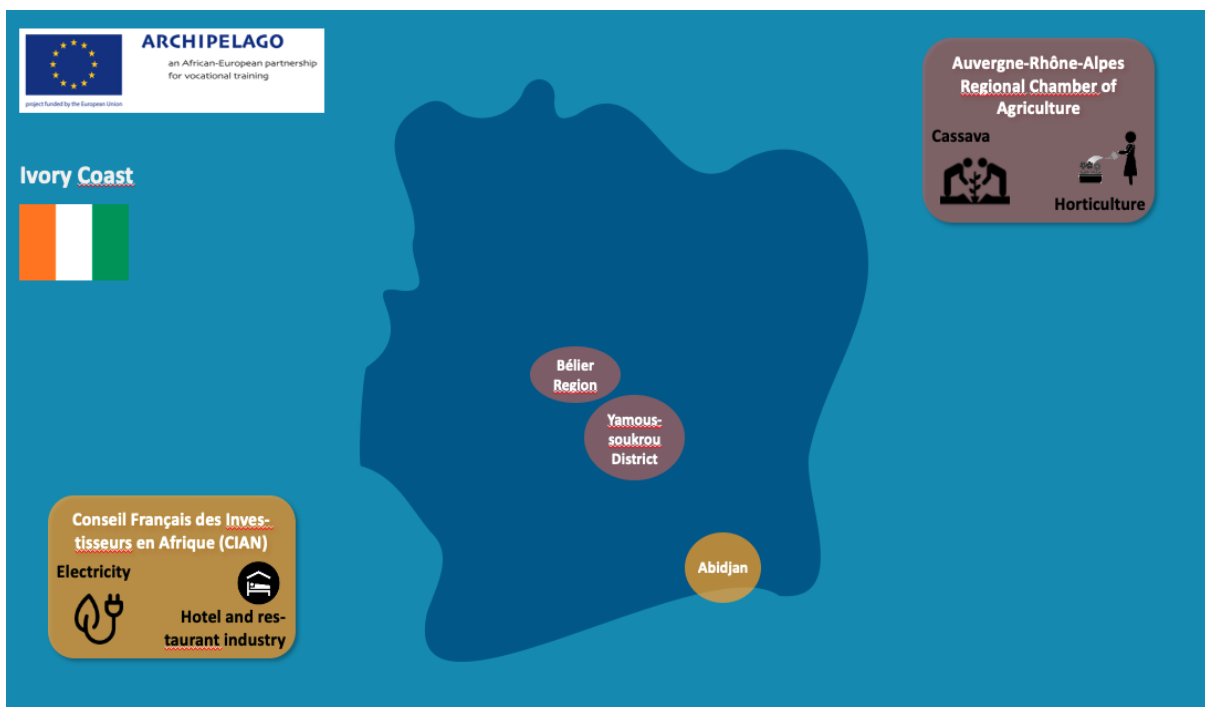 ARCHIPELAGO
an African-European partnership
for vocational training
project funded by the European Union
Ivory Coast
Auvergne-Rhône-Alpes
Regional Chamber of
Agriculture
Cassava
Horticulture
Bélier
Region
Yamous-
soukrou
District
Abidjan
Conseil Français des Inves-
tisseurs en Afrique (CIAN)
Electricity
Hotel and res-
taurant industry